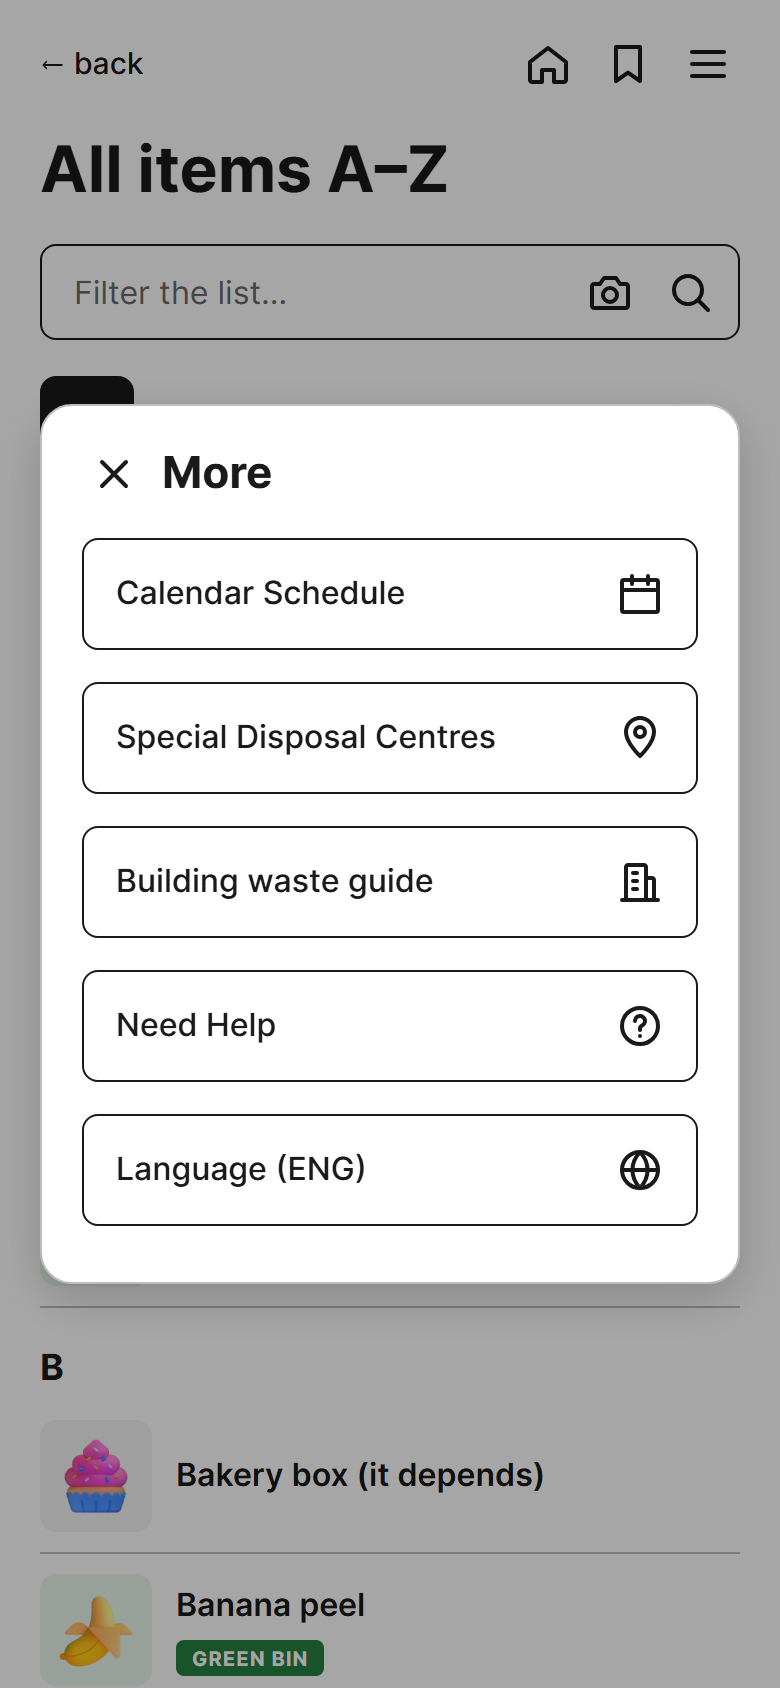 ← back
All items A–Z
Filter the list...
More
Calendar Schedule
Special Disposal Centres
Building waste guide
Need Help
Language (ENG)
B
Bakery box (it depends)
Banana peel
GREEN BIN